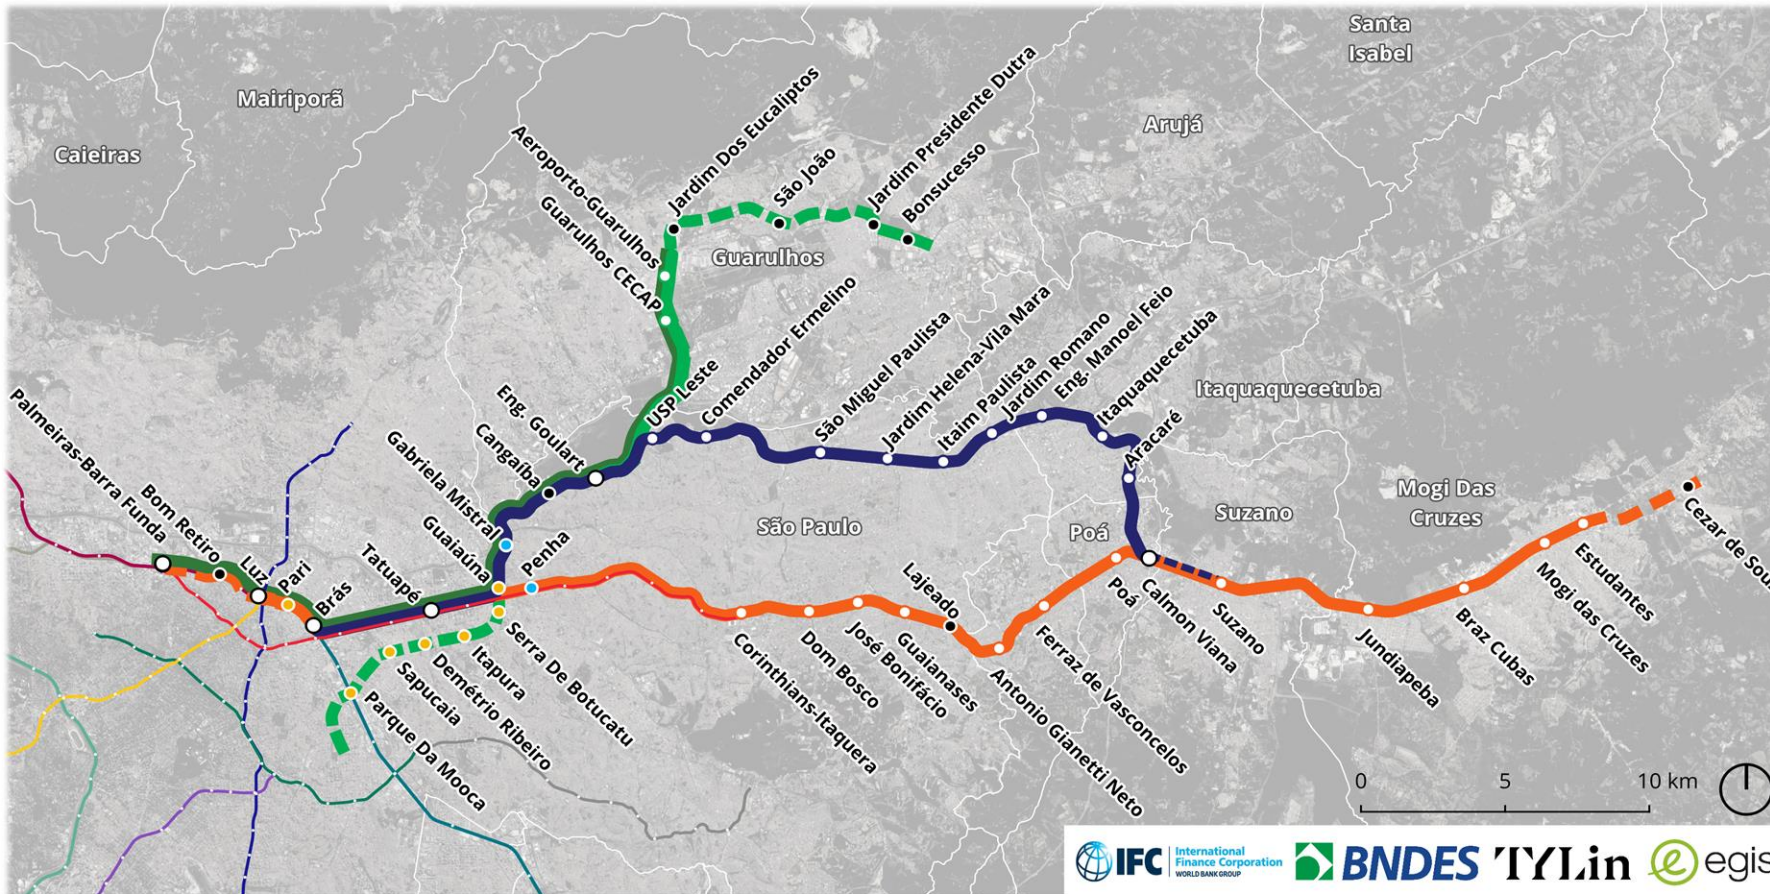 Santa
Isabel
Mairiporã
Caieiras
Arujá
Aeroporto-Guarulhos
Guarulhos CECAP
Jardim Dos Eucaliptos
São João
Jardim Presidente Dutra
Bonsucesso
Guarulhos
Palmeiras-Barra Funda
Bom Retiro
Luz
Pari
Brás
Tatuapé
Guaiaúna
Gabriela Mistral
Cangaíba
Eng. Goulart
USP Leste
Comendador Ermelino
São Miguel Paulista
Jardim Helena-Vila Mara
Itaim Paulista
Jardim Romano
Eng. Manoel Feio
Itaquaquecetuba
Aracaré
Itaquaquecetuba
Mogi Das
Cruzes
Suzano
Poá
São Paulo
Penha
Lajeado
Cezar de Sou
Estudantes
Mogi das Cruzes
Braz Cubas
Jundiapeba
Suzano
Calmon Viana
Poá
Ferraz de Vasconcelos
Antonio Gianetti Neto
Guaianases
José Bonifácio
Dom Bosco
Corinthians-Itaquera
Serra De Botucatu
Itapura
Demétrio Ribeiro
Sapucaia
Parque Da Mooca
0 5 10 km
IFC International
Finance Corporation
WORLD BANK GROUP
BNDES
TYLin
e egis